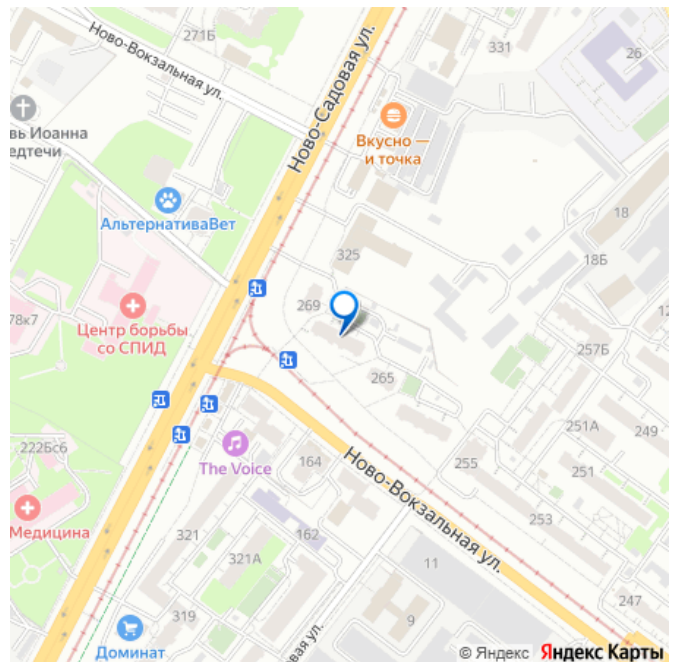 271Б
Ново-Вокзальная ул.
Ново-Садовая ул.
331
26
вь Иоанна
едтечи
Вкусно —
и точка
АльтернативаВет
18
325
18Б
269
78к7
Центр борьбы
со СПИД
12
257Б
265
251А
249
222Бс6
The Voice
164
Ново-Вокзальная ул.
255
251
253
Медицина
321
162
321А
11
247
319
9
Доминат
овая ул.
© Яндекс Яндекс Карты